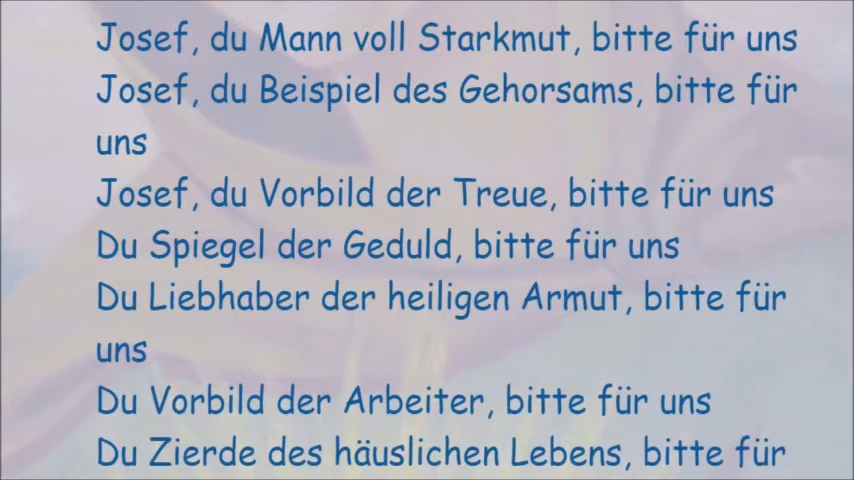 Josef, du Mann voll Starkmut, bitte für uns
Josef, du Beispiel des Gehorsams, bitte für
uns
Josef, du Vorbild der Treue, bitte für uns
Du Spiegel der Geduld, bitte für uns
Du Liebhaber der heiligen Armut, bitte für
uns
Du Vorbild der Arbeiter, bitte für uns
Du Zierde des häuslichen Lebens, bitte für